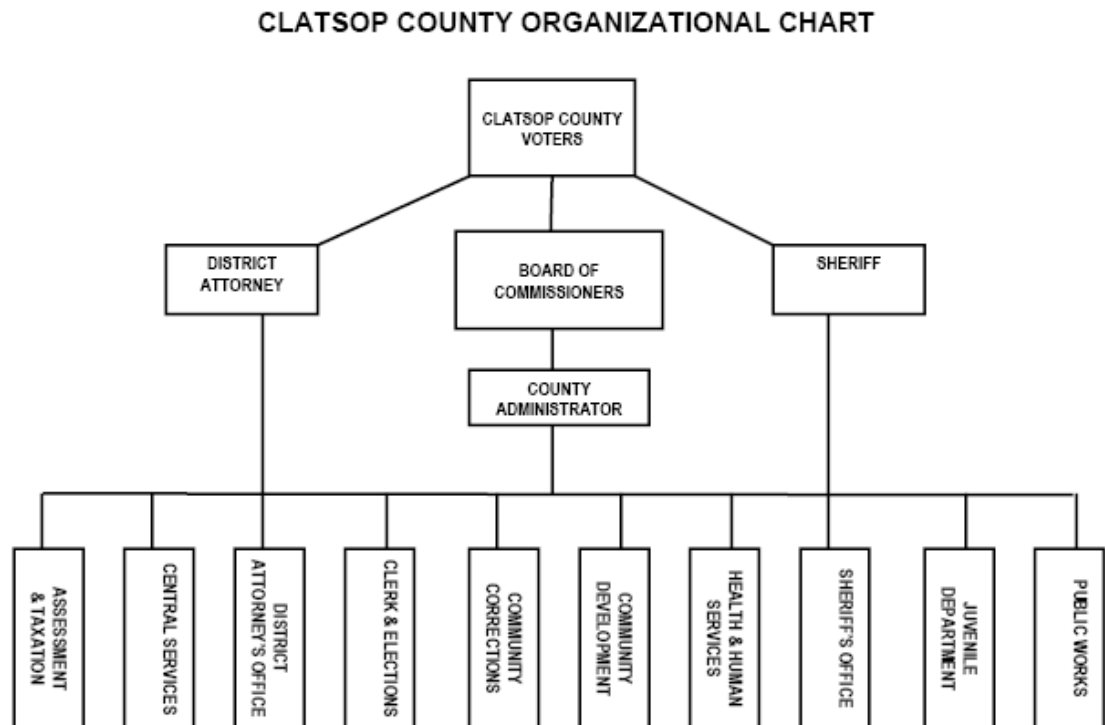 CLATSOP COUNTY ORGANIZATIONAL CHART
CLATSOP COUNTY
VOTERS
DISTRICT
ATTORNEY
BOARD OF
COMMISSIONERS
SHERIFF
COUNTY
ADMINISTRATOR
ASSESSMENT
& TAXATION
CENTRAL SERVICES
DISTRICT
ATTORNEY'S OFFICE
CLERK & ELECTIONS
COMMUNITY
CORRECTIONS
COMMUNITY
DEVELOPMENT
HEALTH & HUMAN
SERVICES
SHERIFF'S OFFICE
JUVENILE
DEPARTMENT
PUBLIC WORKS